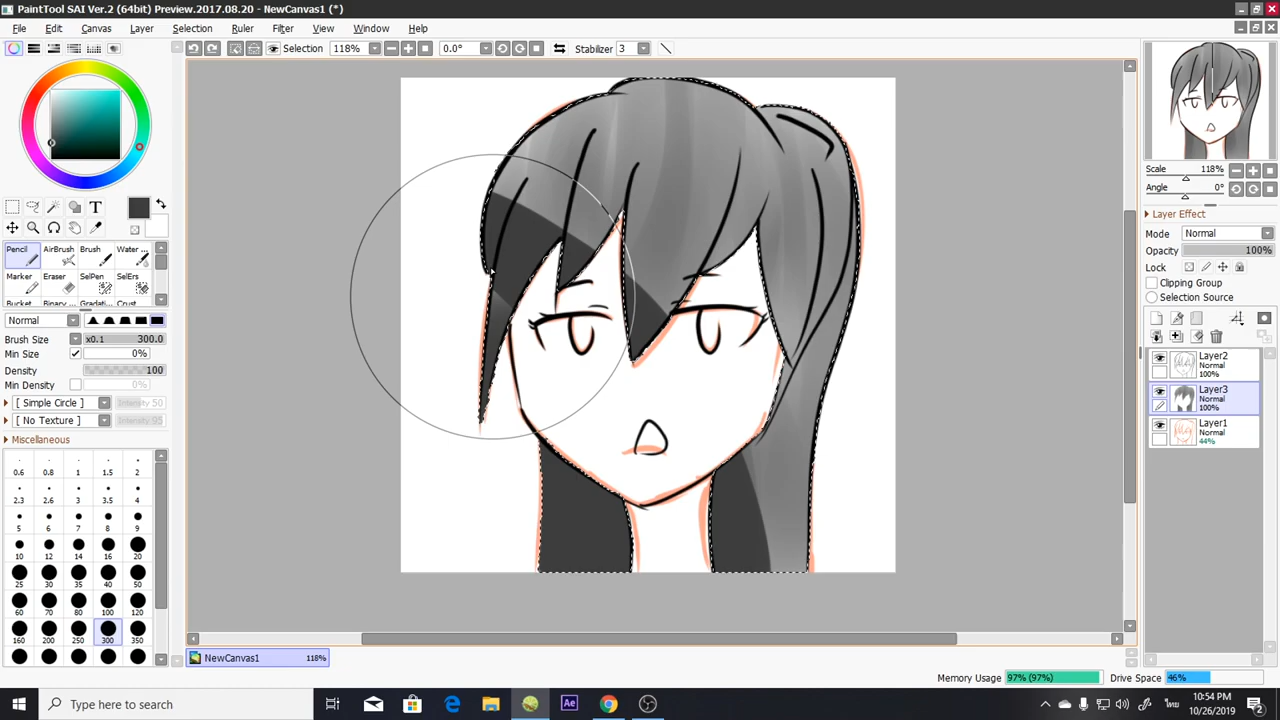 PaintTool SAI Ver.2 (64bit) Preview.2017.08.20 - NewCanvas1 (*)
File Edit Canvas Layer Selection Ruler Filter View Window Help
Selection 118% 0.0° Stabilizer 3
T
Pencil AirBrush Brush Water ...
Marker Eraser SelPen SelErs
Bucket Binary... Gradati... Crust
Normal
Brush Size x0.1 300.0
Min Size 0%
Density 100
Min Density 0%
[ Simple Circle ] Intensity 50
[ No Texture ] Intensity 95
Miscellaneous
0.6 0.8 1 1.5 2
2.3 2.6 3 3.5 4
5 6 7 8 9
10 12 14 16 20
25 30 35 40 50
60 70 80 100 120
160 200 250 300 350
NewCanvas1 118%
Scale 118%
Angle 0°
Layer Effect
Mode Normal
Opacity 100%
Lock
Clipping Group
Selection Source
Layer2
Normal
100%
Layer3
Normal
100%
Layer1
Normal
44%
Memory Usage 97% (97%) Drive Space 46%
Type here to search
Ae
10:54 PM
10/26/2019
2